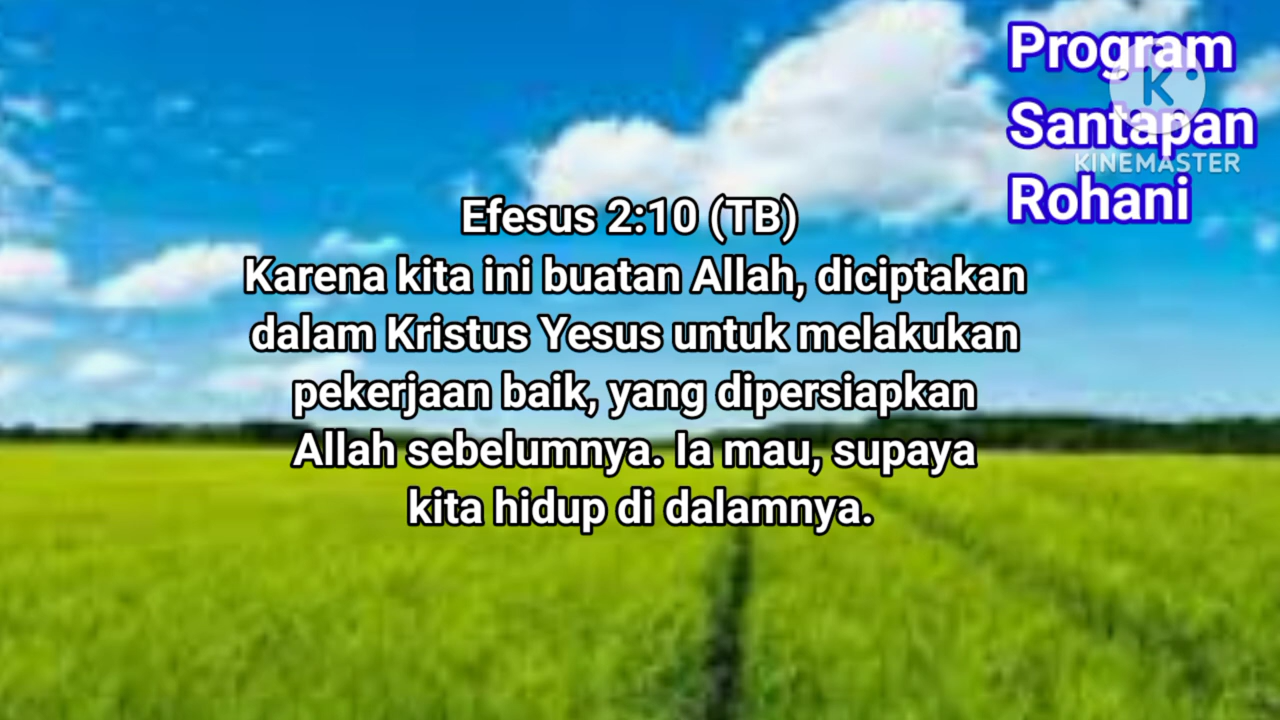 Program
Santapan
Rohani
K
KINEMASTER
Efesus 2:10 (TB)
Karena kita ini buatan Allah, diciptakan
dalam Kristus Yesus untuk melakukan
pekerjaan baik, yang dipersiapkan
Allah sebelumnya. Ia mau, supaya
kita hidup di dalamnya.